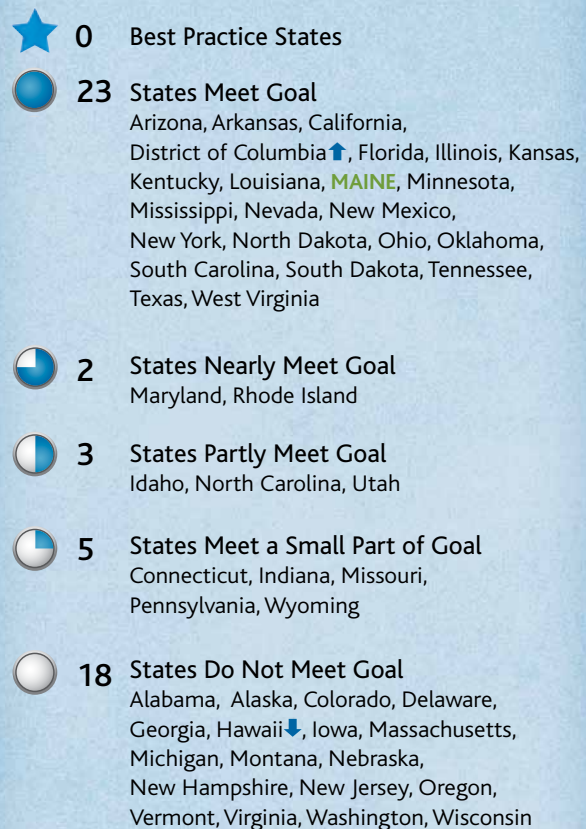 0 Best Practice States
23 States Meet Goal
Arizona, Arkansas, California,
District of Columbia⬆, Florida, Illinois, Kansas,
Kentucky, Louisiana, MAINE, Minnesota,
Mississippi, Nevada, New Mexico,
New York, North Dakota, Ohio, Oklahoma,
South Carolina, South Dakota, Tennessee,
Texas, West Virginia
2 States Nearly Meet Goal
Maryland, Rhode Island
3 States Partly Meet Goal
Idaho, North Carolina, Utah
5 States Meet a Small Part of Goal
Connecticut, Indiana, Missouri,
Pennsylvania, Wyoming
18 States Do Not Meet Goal
Alabama, Alaska, Colorado, Delaware,
Georgia, Hawaii⬇, Iowa, Massachusetts,
Michigan, Montana, Nebraska,
New Hampshire, New Jersey, Oregon,
Vermont, Virginia, Washington, Wisconsin